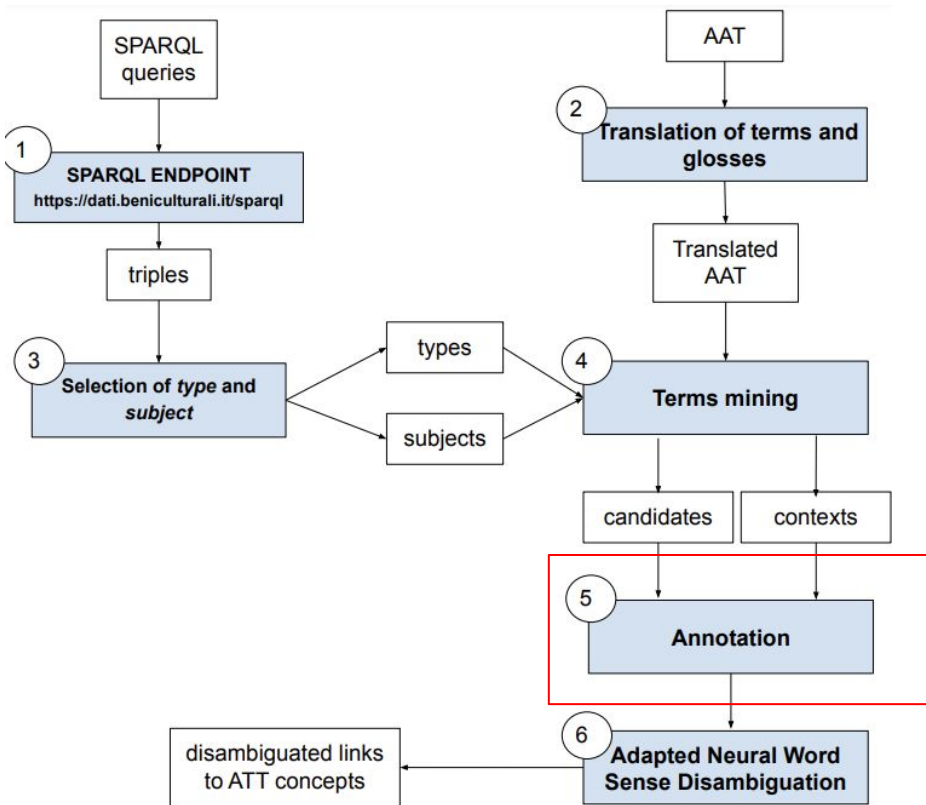 SPARQL
queries
AAT
2
Translation of terms and
glosses
1
SPARQL ENDPOINT
https://dati.beniculturali.it/sparql
triples
Translated
AAT
3
Selection of type and
subject
types
subjects
4
Terms mining
candidates
contexts
5
Annotation
6
Adapted Neural Word
Sense Disambiguation
disambiguated links
to ATT concepts